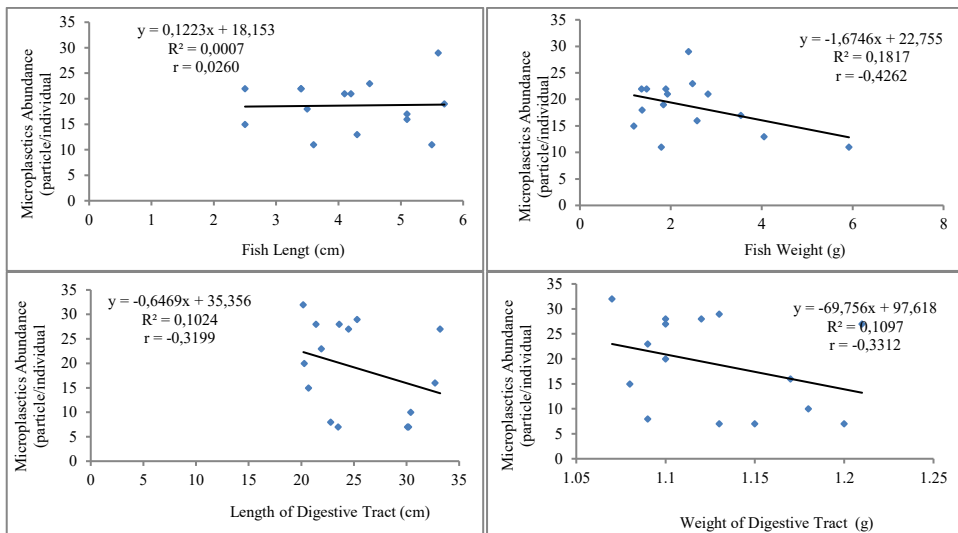 y = 0,1223x + 18,153
R² = 0,0007
r = 0,0260
Microplasctics Abundance
(particle/individual
35
30
25
20
15
10
5
0
0 1 2 3 4 5 6
Fish Lengt (cm)
y = -1,6746x + 22,755
R² = 0,1817
r = -0,4262
Microplasctics Abundance
(particle/individual
35
30
25
20
15
10
5
0
0 2 4 6 8
Fish Weight (g)
y = -0,6469x + 35,356
R² = 0,1024
r = -0,3199
Microplasctics Abundance
(particle/individual
35
30
25
20
15
10
5
0
0 5 10 15 20 25 30 35
Length of Digestive Tract (cm)
y = -69,756x + 97,618
R² = 0,1097
r = -0,3312
Microplasctics Abundance
(particle/individual
35
30
25
20
15
10
5
0
1.05 1.1 1.15 1.2 1.25
Weight of Digestive Tract (g)